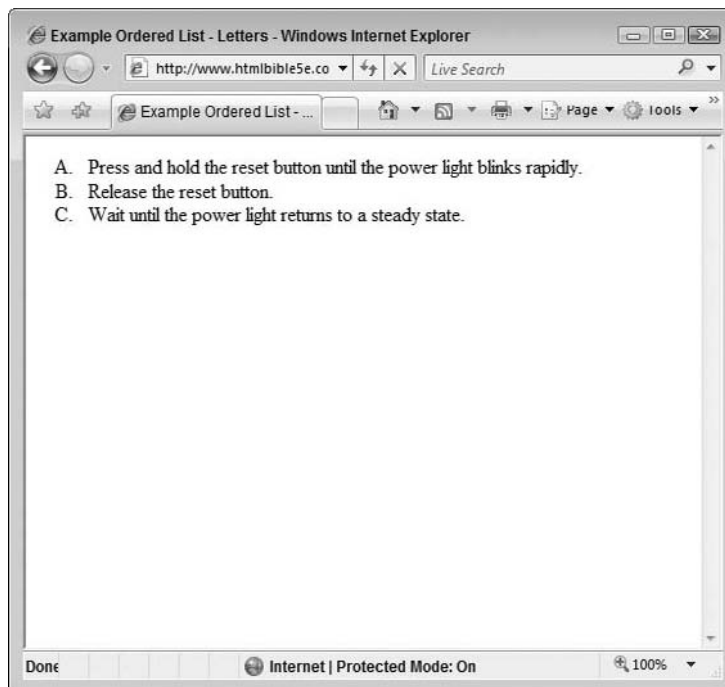 Example Ordered List - Letters - Windows Internet Explorer
http://www.htmlbible5e.co Live Search
Example Ordered List - ... Page Tools »
A. Press and hold the reset button until the power light blinks rapidly.
B. Release the reset button.
C. Wait until the power light returns to a steady state.
Done Internet | Protected Mode: On 100%